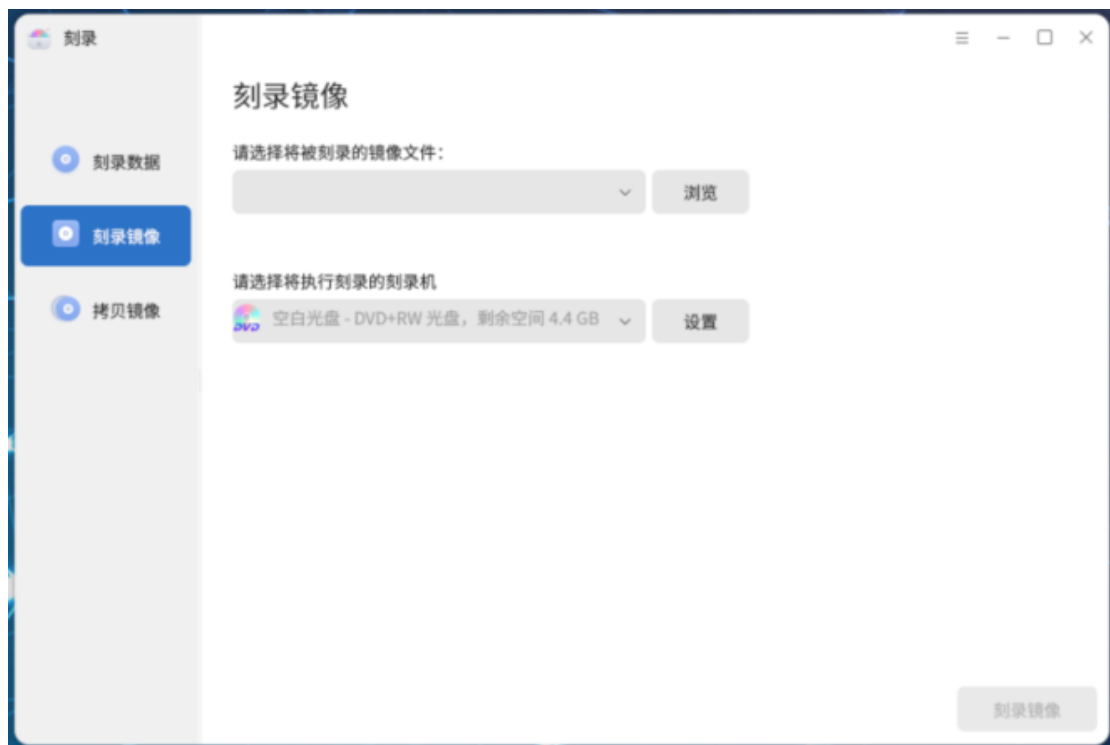 刻录
刻录镜像
请选择将被刻录的镜像文件：
浏览
刻录数据
刻录镜像
拷贝镜像
请选择将执行刻录的刻录机
DVD 空白光盘 - DVD+RW 光盘，剩余空间 4.4 GB
设置
刻录镜像